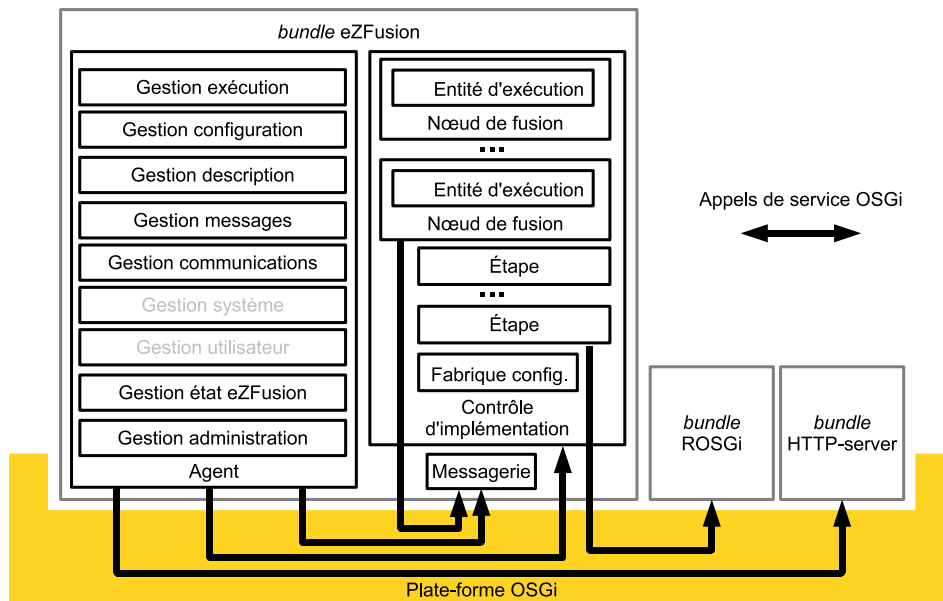 bundle eZFusion
Gestion exécution
Gestion configuration
Gestion description
Gestion messages
Gestion communications
Gestion système
Gestion utilisateur
Gestion état eZFusion
Gestion administration
Agent
Entité d'exécution
Nœud de fusion
...
Entité d'exécution
Nœud de fusion
Étape
...
Étape
Fabrique config.
Contrôle
d'implémentation
Messagerie
Appels de service OSGi
bundle
ROSGi
bundle
HTTP-server
Plate-forme OSGi